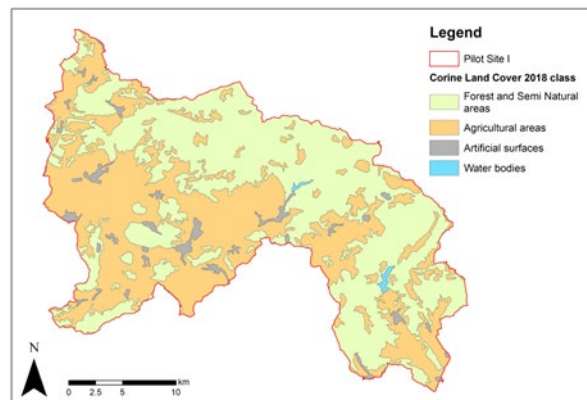 Legend
Pilot Site I
Corine Land Cover 2018 class
Forest and Semi Natural
areas
Agricultural areas
Artificial surfaces
Water bodies
N
km
0 2.5 5 10